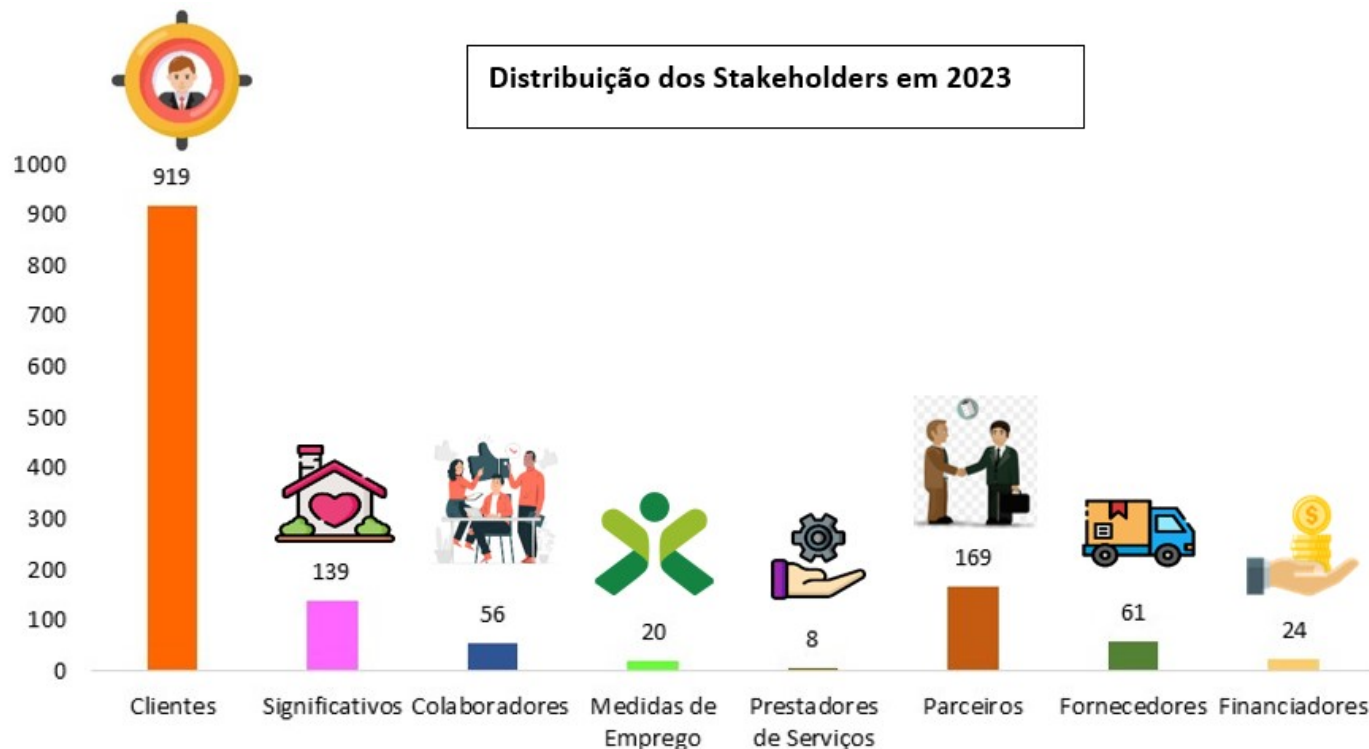 Distribuição dos Stakeholders em 2023
1000
900
800
700
600
500
400
300
200
100
0
919
139
56
20
8
169
61
24
Clientes
Significativos
Colaboradores
Medidas de
Emprego
Prestadores
de Serviços
Parceiros
Fornecedores
Financiadores
$